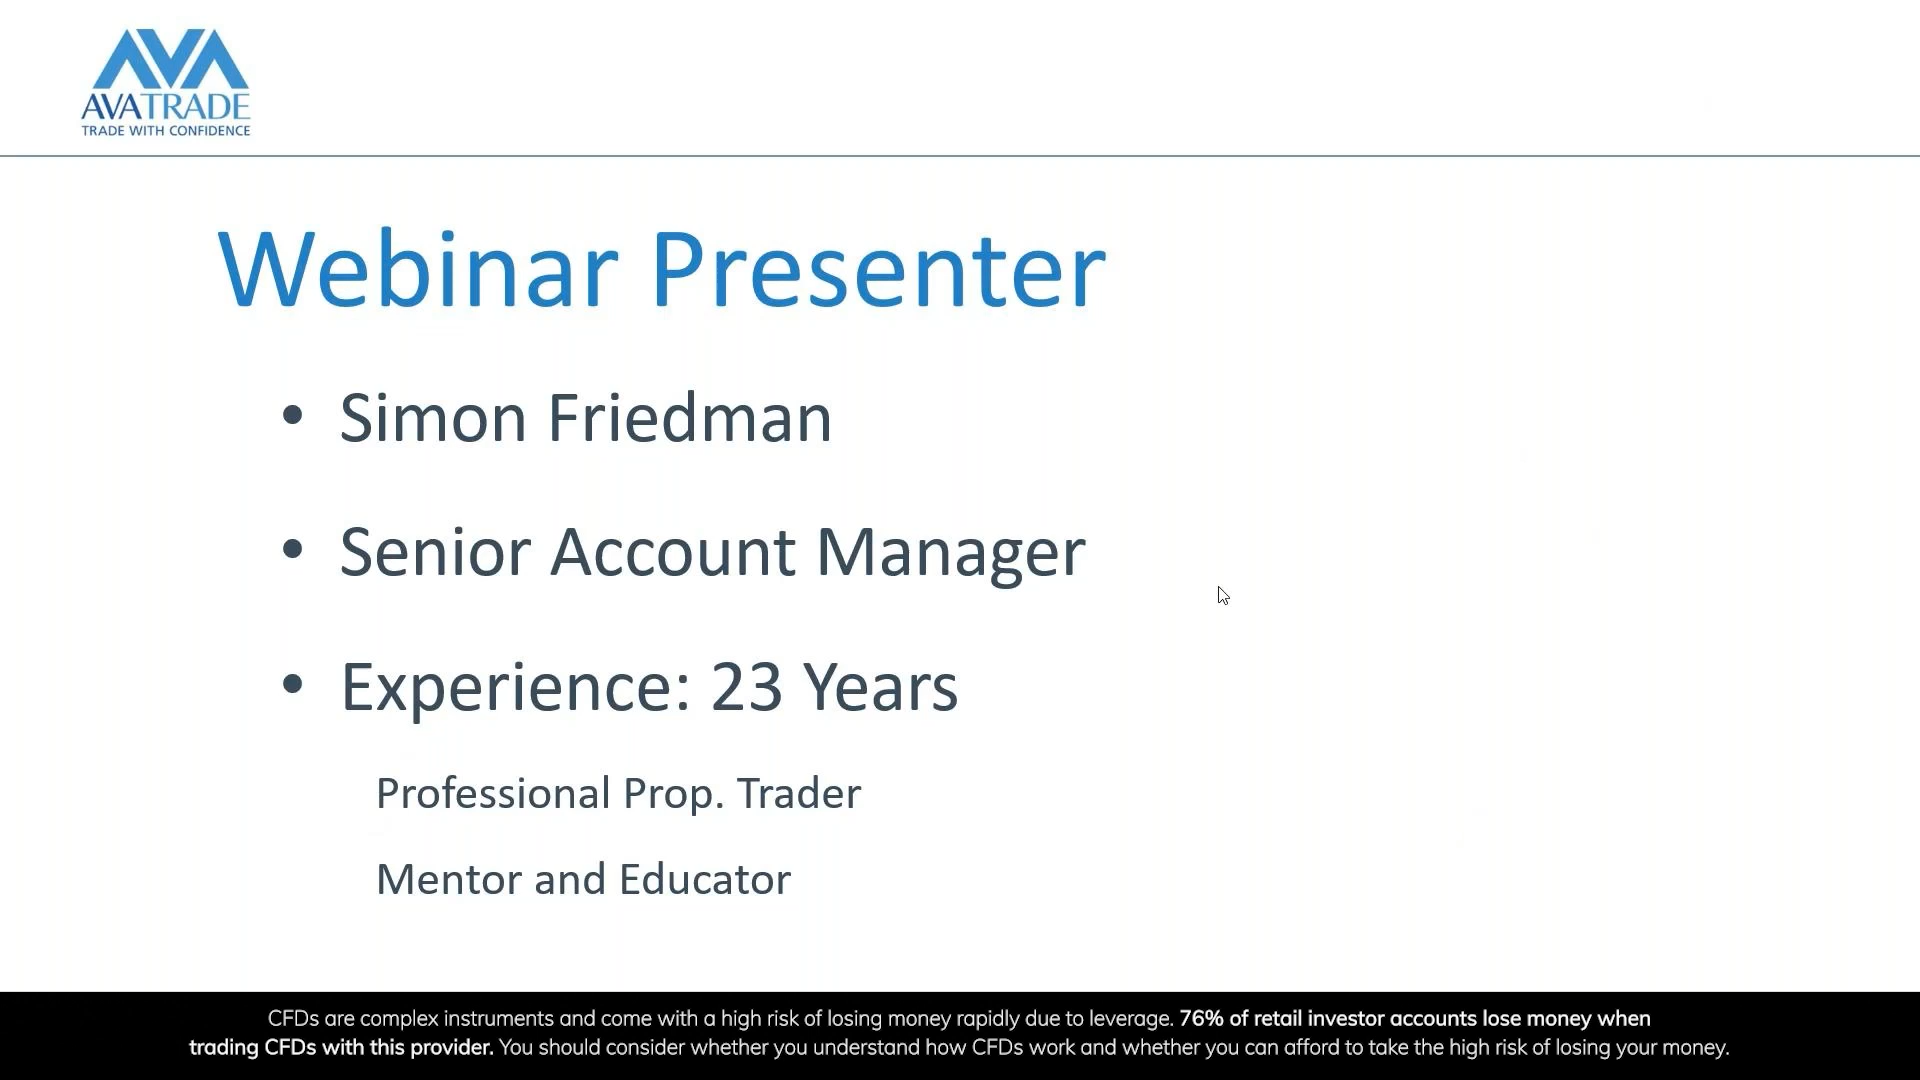 AVATRADE
TRADE WITH CONFIDENCE
Webinar Presenter
• Simon Friedman
• Senior Account Manager
• Experience: 23 Years
Professional Prop. Trader
Mentor and Educator
CFDs are complex instruments and come with a high risk of losing money rapidly due to leverage. 76% of retail investor accounts lose money when
trading CFDs with this provider. You should consider whether you understand how CFDs work and whether you can afford to take the high risk of losing your money.